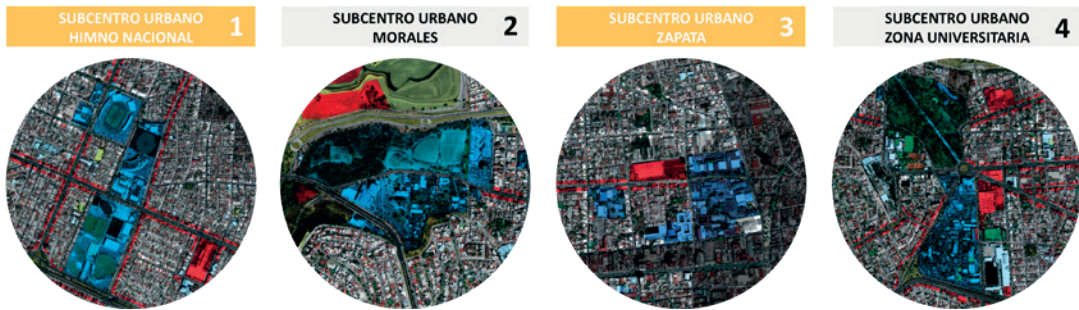 SUBCENTRO URBANO
HIMNO NACIONAL
1
SUBCENTRO URBANO
MORALES
2
SUBCENTRO URBANO
ZAPATA
3
SUBCENTRO URBANO
ZONA UNIVERSITARIA
4